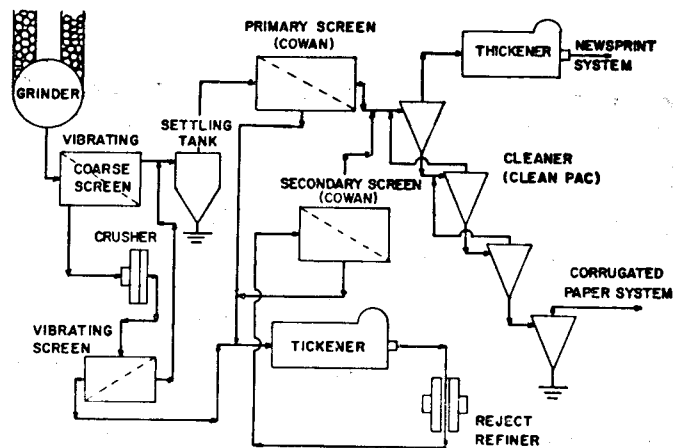 PRIMARY SCREEN
(COWAN)
THICKENER
NEWSPRINT
SYSTEM
GRINDER
VIBRATING
COARSE SCREEN
SETTLING
TANK
CLEANER
(CLEAN PAC)
SECONDARY SCREEN
(COWAN)
CRUSHER
CORRUGATED
PAPER SYSTEM
VIBRATING
SCREEN
TICKENER
REJECT
REFINER